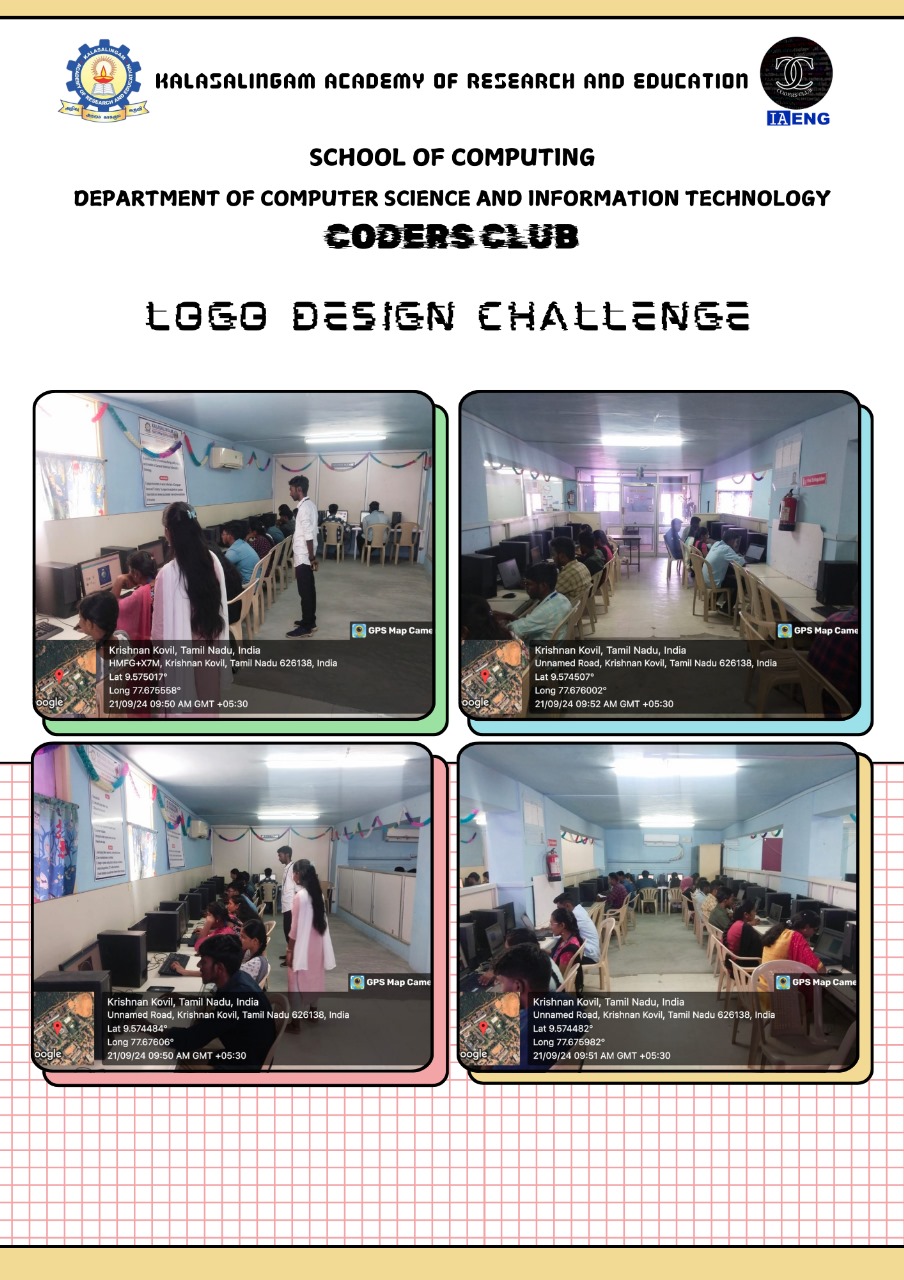 KALASALINGAM ACADEMY OF RESEARCH AND EDUCATION
IAENG
SCHOOL OF COMPUTING
DEPARTMENT OF COMPUTER SCIENCE AND INFORMATION TECHNOLOGY
CODERS CLUB
LOGO DESIGN CHALLENGE
GPS Map Came
Krishnan Kovil, Tamil Nadu, India
HMFG+X7M, Krishnan Kovil, Tamil Nadu 626138, India
Lat 9.575017°
Long 77.675558°
oogle
21/09/24 09:50 AM GMT +05:30
GPS Map Came
Krishnan Kovil, Tamil Nadu, India
Unnamed Road, Krishnan Kovil, Tamil Nadu 626138, India
Lat 9.574507°
Long 77.676002°
oogle
21/09/24 09:52 AM GMT +05:30
GPS Map Came
Krishnan Kovil, Tamil Nadu, India
Unnamed Road, Krishnan Kovil, Tamil Nadu 626138, India
Lat 9.574484°
Long 77.67606°
oogle
21/09/24 09:50 AM GMT +05:30
GPS Map Came
Krishnan Kovil, Tamil Nadu, India
Unnamed Road, Krishnan Kovil, Tamil Nadu 626138, India
Lat 9.574482°
Long 77.675982°
oogle
21/09/24 09:51 AM GMT +05:30